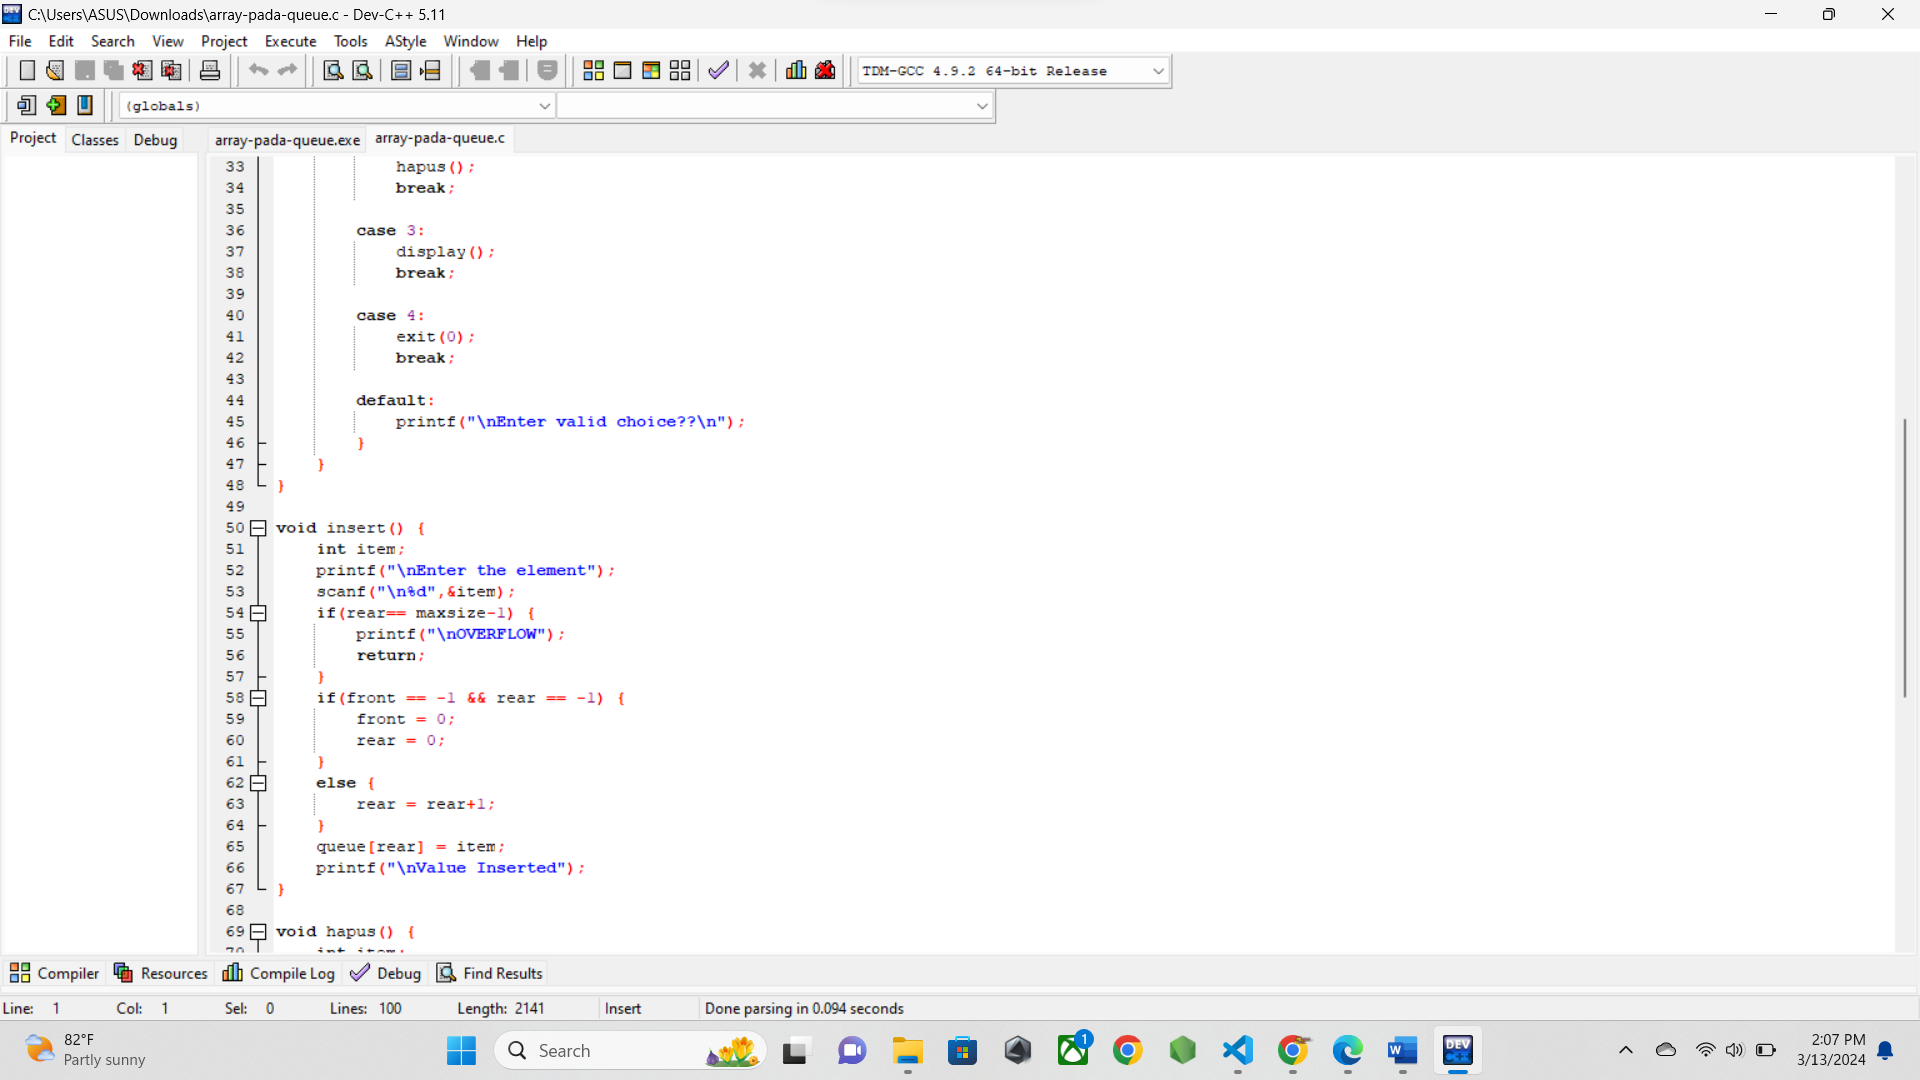 C:\Users\ASUS\Downloads\array-pada-queue.c - Dev-C++ 5.11
File Edit Search View Project Execute Tools AStyle Window Help
TDM-GCC 4.9.2 64-bit Release
(globals)
Project Classes Debug array-pada-queue.exe array-pada-queue.c
33 hapus();
34 break;
35
36 case 3:
37 display();
38 break;
39
40 case 4:
41 exit(0);
42 break;
43
44 default:
45 printf("\nEnter valid choice??\n");
46 }
47 }
48 }
49
50 void insert() {
51 int item;
52 printf("\nEnter the element");
53 scanf("\n%d",&item);
54 if(rear== maxsize-1) {
55 printf("\nOVERFLOW");
56 return;
57 }
58 if(front == -1 && rear == -1) {
59 front = 0;
60 rear = 0;
61 }
62 else {
63 rear = rear+1;
64 }
65 queue[rear] = item;
66 printf("\nValue Inserted");
67 }
68
69 void hapus() {
70 int item;
Compiler Resources Compile Log Debug Find Results
Line: 1 Col: 1 Sel: 0 Lines: 100 Length: 2141 Insert Done parsing in 0.094 seconds
82°F
Partly sunny
Search
1
W
DEV
C++
2:07 PM
3/13/2024